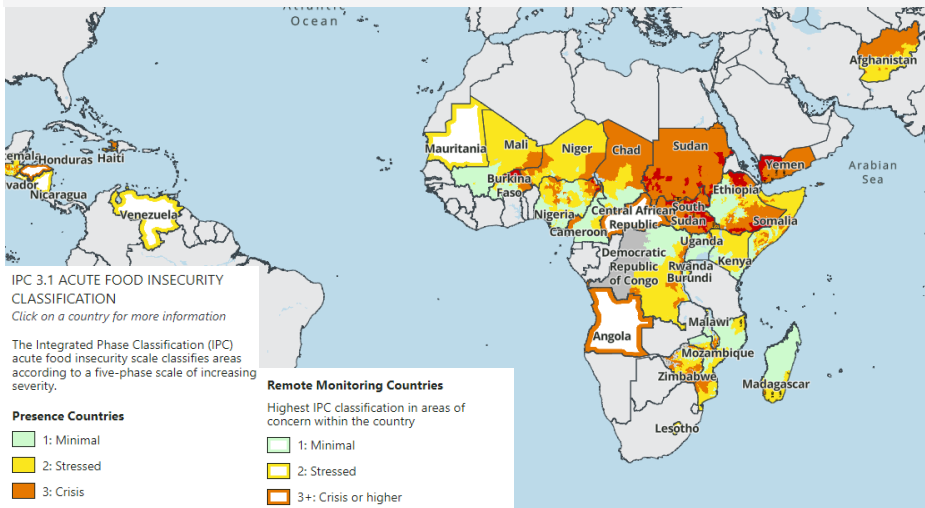 Atlantic
Ocean
Afghanistan
Mauritania
Mali
Niger
Chad
Sudan
Yemen
Arabian
Sea
Honduras
Haiti
Nicaragua
Venezuela
Burkina
Faso
Nigeria
Cameroon
Central African
Republic
South
Sudan
Ethiopia
Somalia
Uganda
Kenya
Democratic
Republic
of Congo
Rwanda
Burundi
Angola
Malawi
Mozambique
Zimbabwe
Madagascar
Lesotho
temala
vador
IPC 3.1 ACUTE FOOD INSECURITY
CLASSIFICATION
Click on a country for more information
The Integrated Phase Classification (IPC)
acute food insecurity scale classifies areas
according to a five-phase scale of increasing
severity.
Presence Countries
1: Minimal
2: Stressed
3: Crisis
Remote Monitoring Countries
Highest IPC classification in areas of
concern within the country
1: Minimal
2: Stressed
3+: Crisis or higher